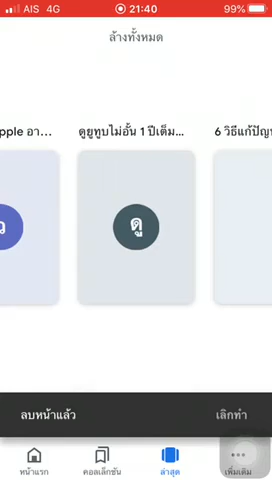 AIS 4G 21:40 99%
ล้างทั้งหมด
pple อา... ดูยูทูบไม่อั้น 1 ปีเต็ม... 6 วิธีแก้ปัญห
ว ดู
ลบหน้าแล้ว เลิกทำ
หน้าแรก คอลเล็กชัน ล่าสุด เพิ่มเติม